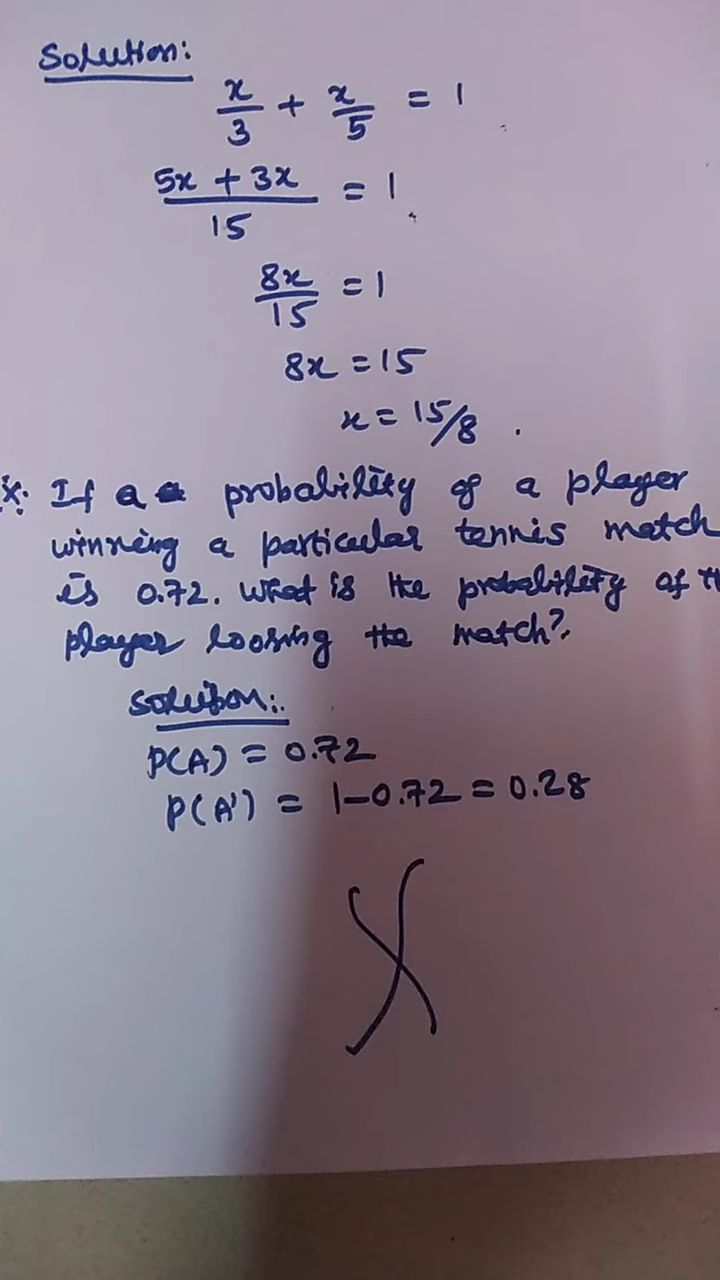 Solution:
x/3 + x/5 = 1
5x + 3x / 15 = 1
8x/15 = 1
8x = 15
x = 15/8 .
x: If a probability of a player
winning a particular tennis match
is 0.72. What is the probability of
player loosing the match?
Solution:
P(A) = 0.72
P(A') = 1-0.72 = 0.28